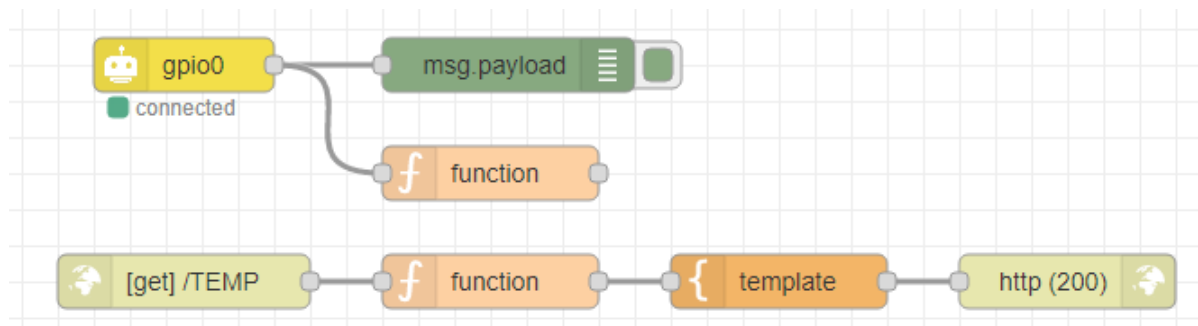 gpio0
msg.payload
connected
function
[get] /TEMP
function
template
http (200)